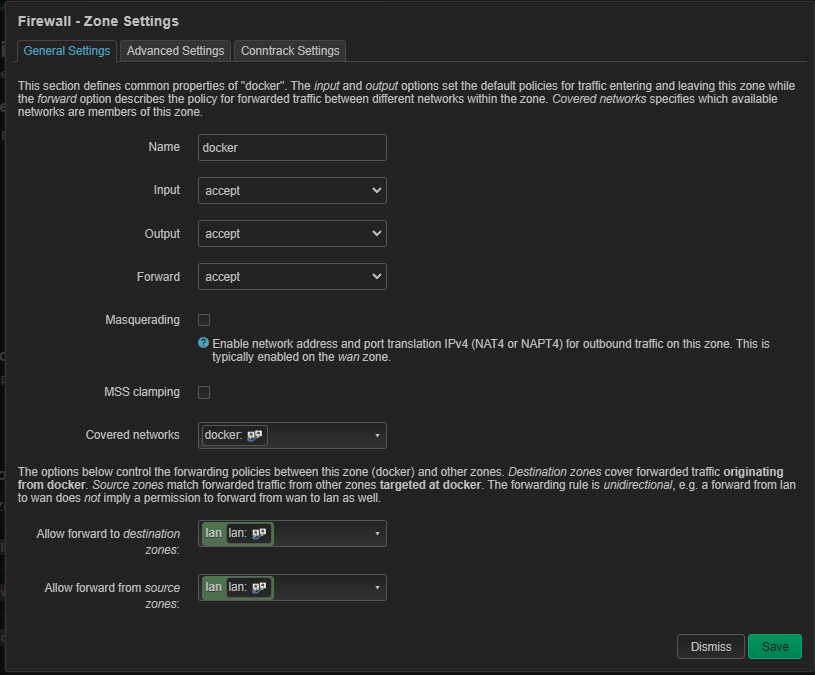 Firewall - Zone Settings
General Settings
Advanced Settings
Conntrack Settings
This section defines common properties of "docker". The input and output options set the default policies for traffic entering and leaving this zone while
the forward option describes the policy for forwarded traffic between different networks within the zone. Covered networks specifies which available
networks are members of this zone.
Name
docker
Input
accept
Output
accept
Forward
accept
Masquerading
Enable network address and port translation IPv4 (NAT4 or NAPT4) for outbound traffic on this zone. This is
typically enabled on the wan zone.
MSS clamping
Covered networks
docker:
The options below control the forwarding policies between this zone (docker) and other zones. Destination zones cover forwarded traffic originating
from docker. Source zones match forwarded traffic from other zones targeted at docker. The forwarding rule is unidirectional, e.g. a forward from lan
to wan does not imply a permission to forward from wan to lan as well.
Allow forward to destination
zones:
lan lan:
Allow forward from source
zones:
lan lan:
Dismiss
Save